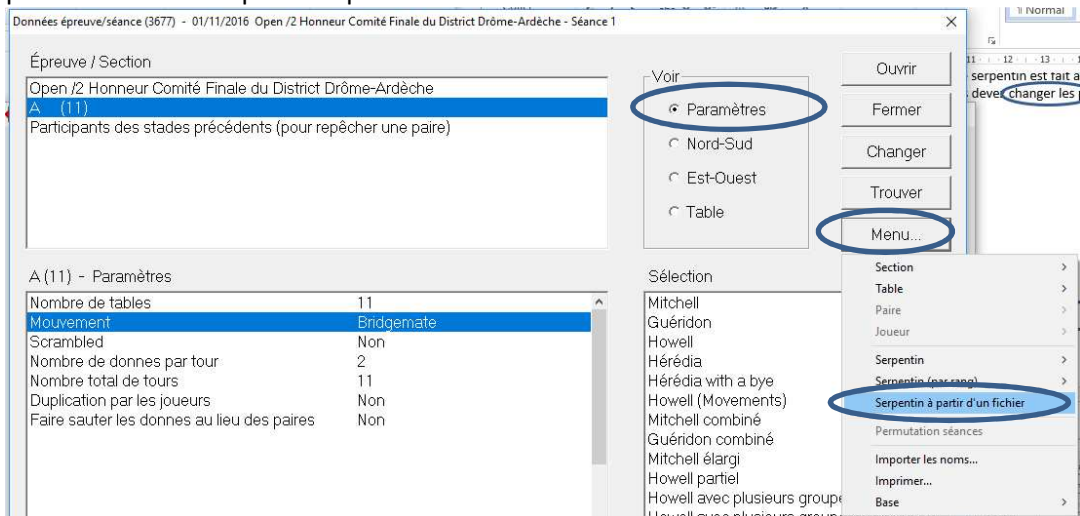 Normal
Données épreuve/séance (3677) - 01/11/2016 Open /2 Honneur Comité Finale du District Drôme-Ardèche - Séance 1
11 12 13
serpentin est fait a
devez changer les p
Épreuve / Section
Open /2 Honneur Comité Finale du District Drôme-Ardèche
A (11)
Participants des stades précédents (pour repêcher une paire)
Voir
Paramètres
Nord-Sud
Est-Ouest
Table
Ouvrir
Fermer
Changer
Trouver
Menu...
A (11) - Paramètres
Nombre de tables 11
Mouvement Bridgemate
Scrambled Non
Nombre de donnes par tour 2
Nombre total de tours 11
Duplication par les joueurs Non
Faire sauter les donnes au lieu des paires Non
Sélection
Mitchell
Guéridon
Howell
Hérédia
Hérédia with a bye
Howell (Movements)
Mitchell combiné
Guéridon combiné
Mitchell élargi
Howell partiel
Howell avec plusieurs groupe
Section
Table
Paire
Joueur
Serpentin
Serpentin (par rang)
Serpentin à partir d'un fichier
Permutation séances
Importer les noms...
Imprimer...
Base